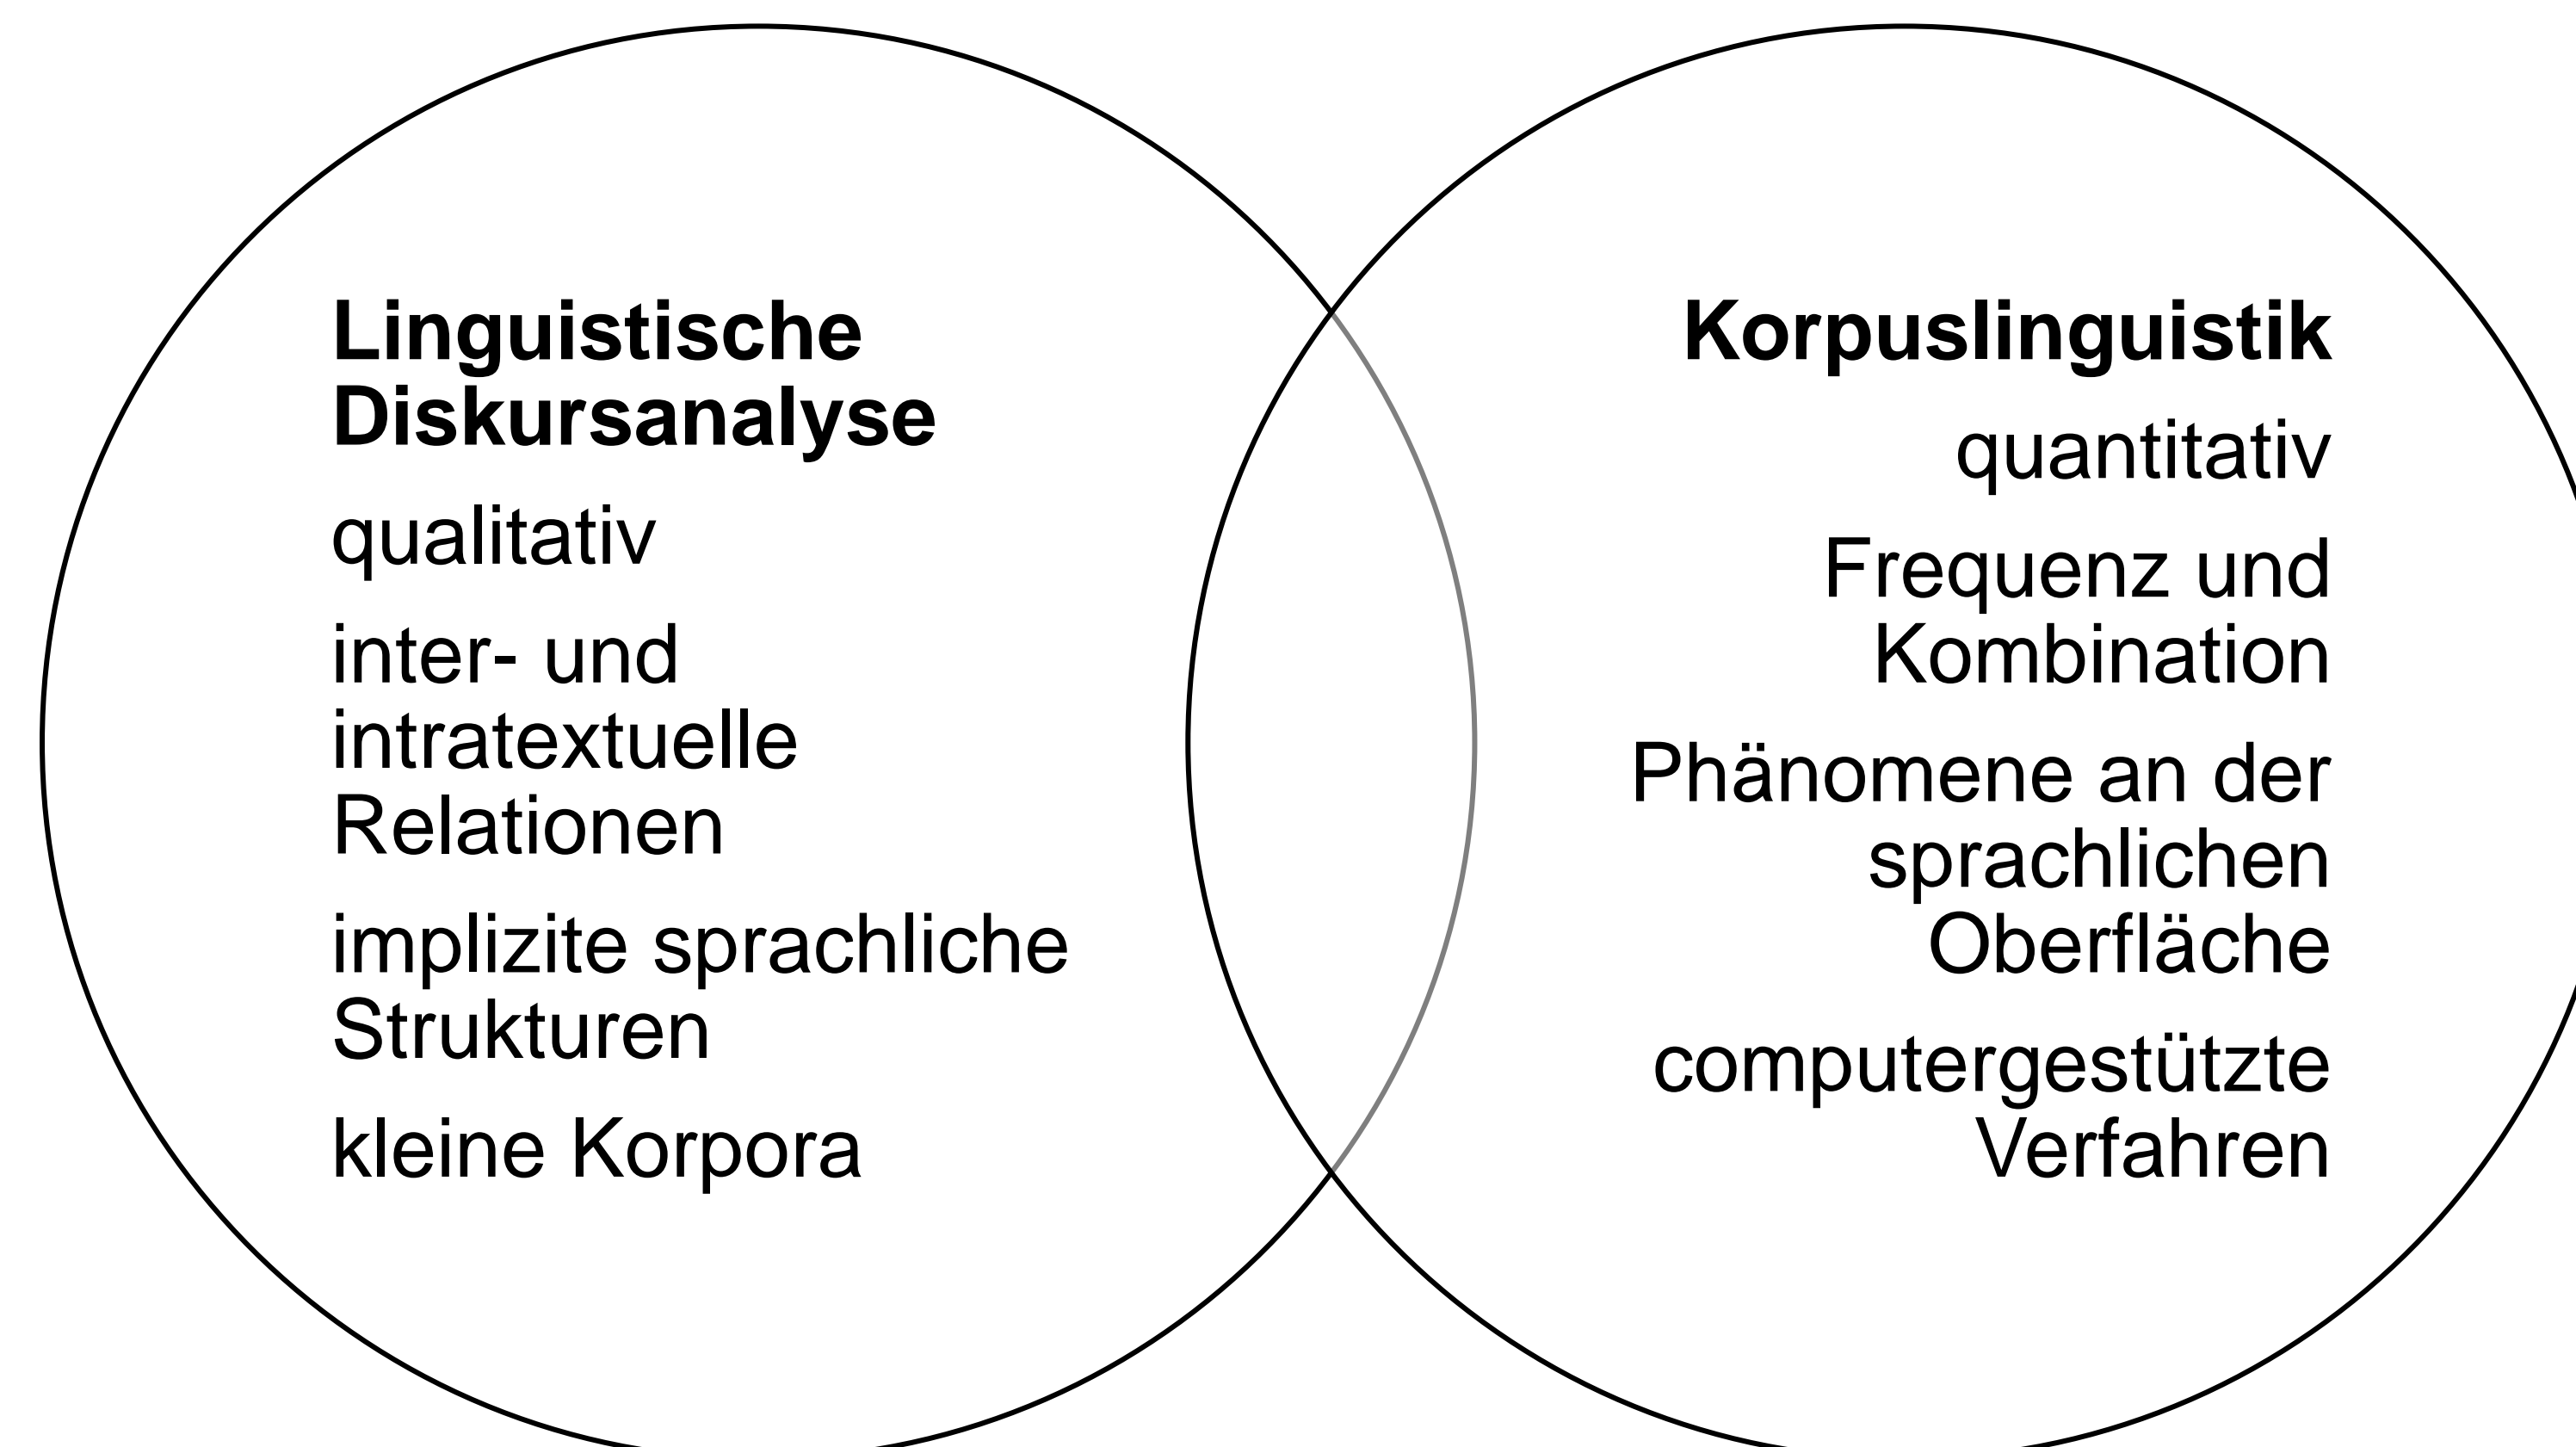 Linguistische
Diskursanalyse
qualitativ
inter- und
intratextuelle
Relationen
implizite sprachliche
Strukturen
kleine Korpora
Korpuslinguistik
quantitativ
Frequenz und
Kombination
Phänomene an der
sprachlichen
Oberfläche
computergestützte
Verfahren